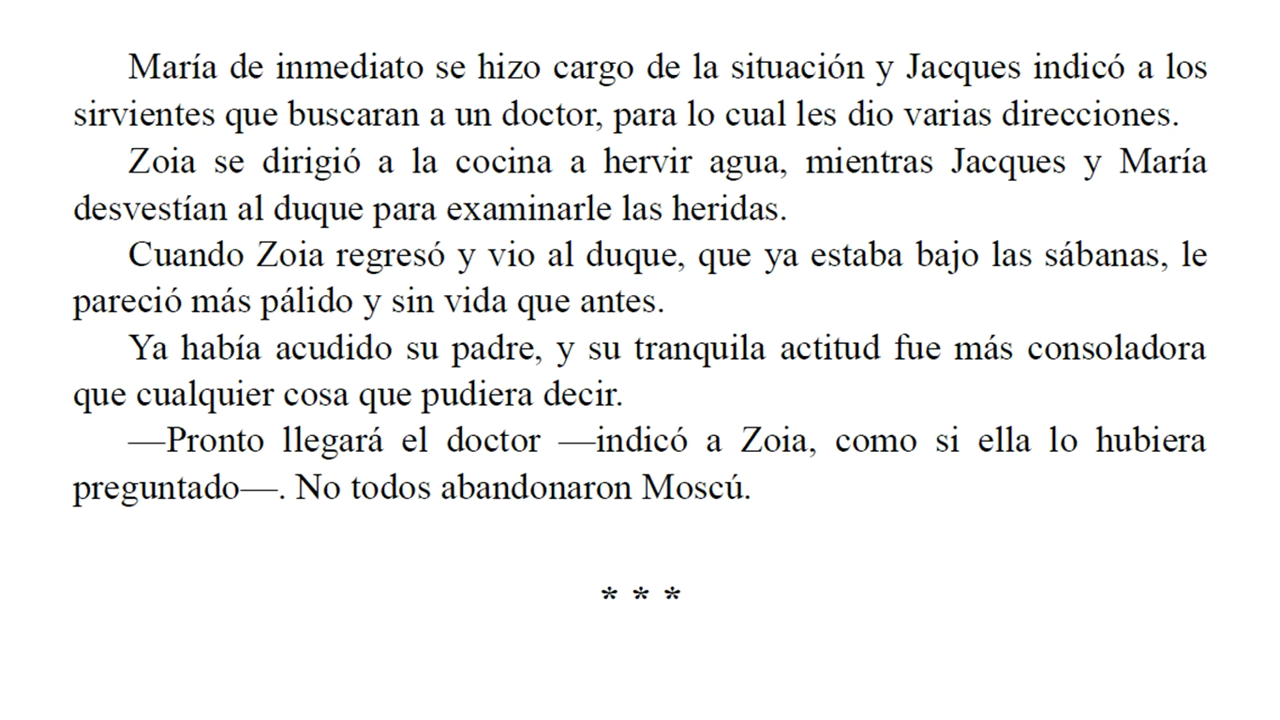 María de inmediato se hizo cargo de la situación y Jacques indicó a los
sirvientes que buscaran a un doctor, para lo cual les dio varias direcciones.
Zoia se dirigió a la cocina a hervir agua, mientras Jacques y María
desvestían al duque para examinarle las heridas.
Cuando Zoia regresó y vio al duque, que ya estaba bajo las sábanas, le
pareció más pálido y sin vida que antes.
Ya había acudido su padre, y su tranquila actitud fue más consoladora
que cualquier cosa que pudiera decir.
—Pronto llegará el doctor —indicó a Zoia, como si ella lo hubiera
preguntado—. No todos abandonaron Moscú.
* * *